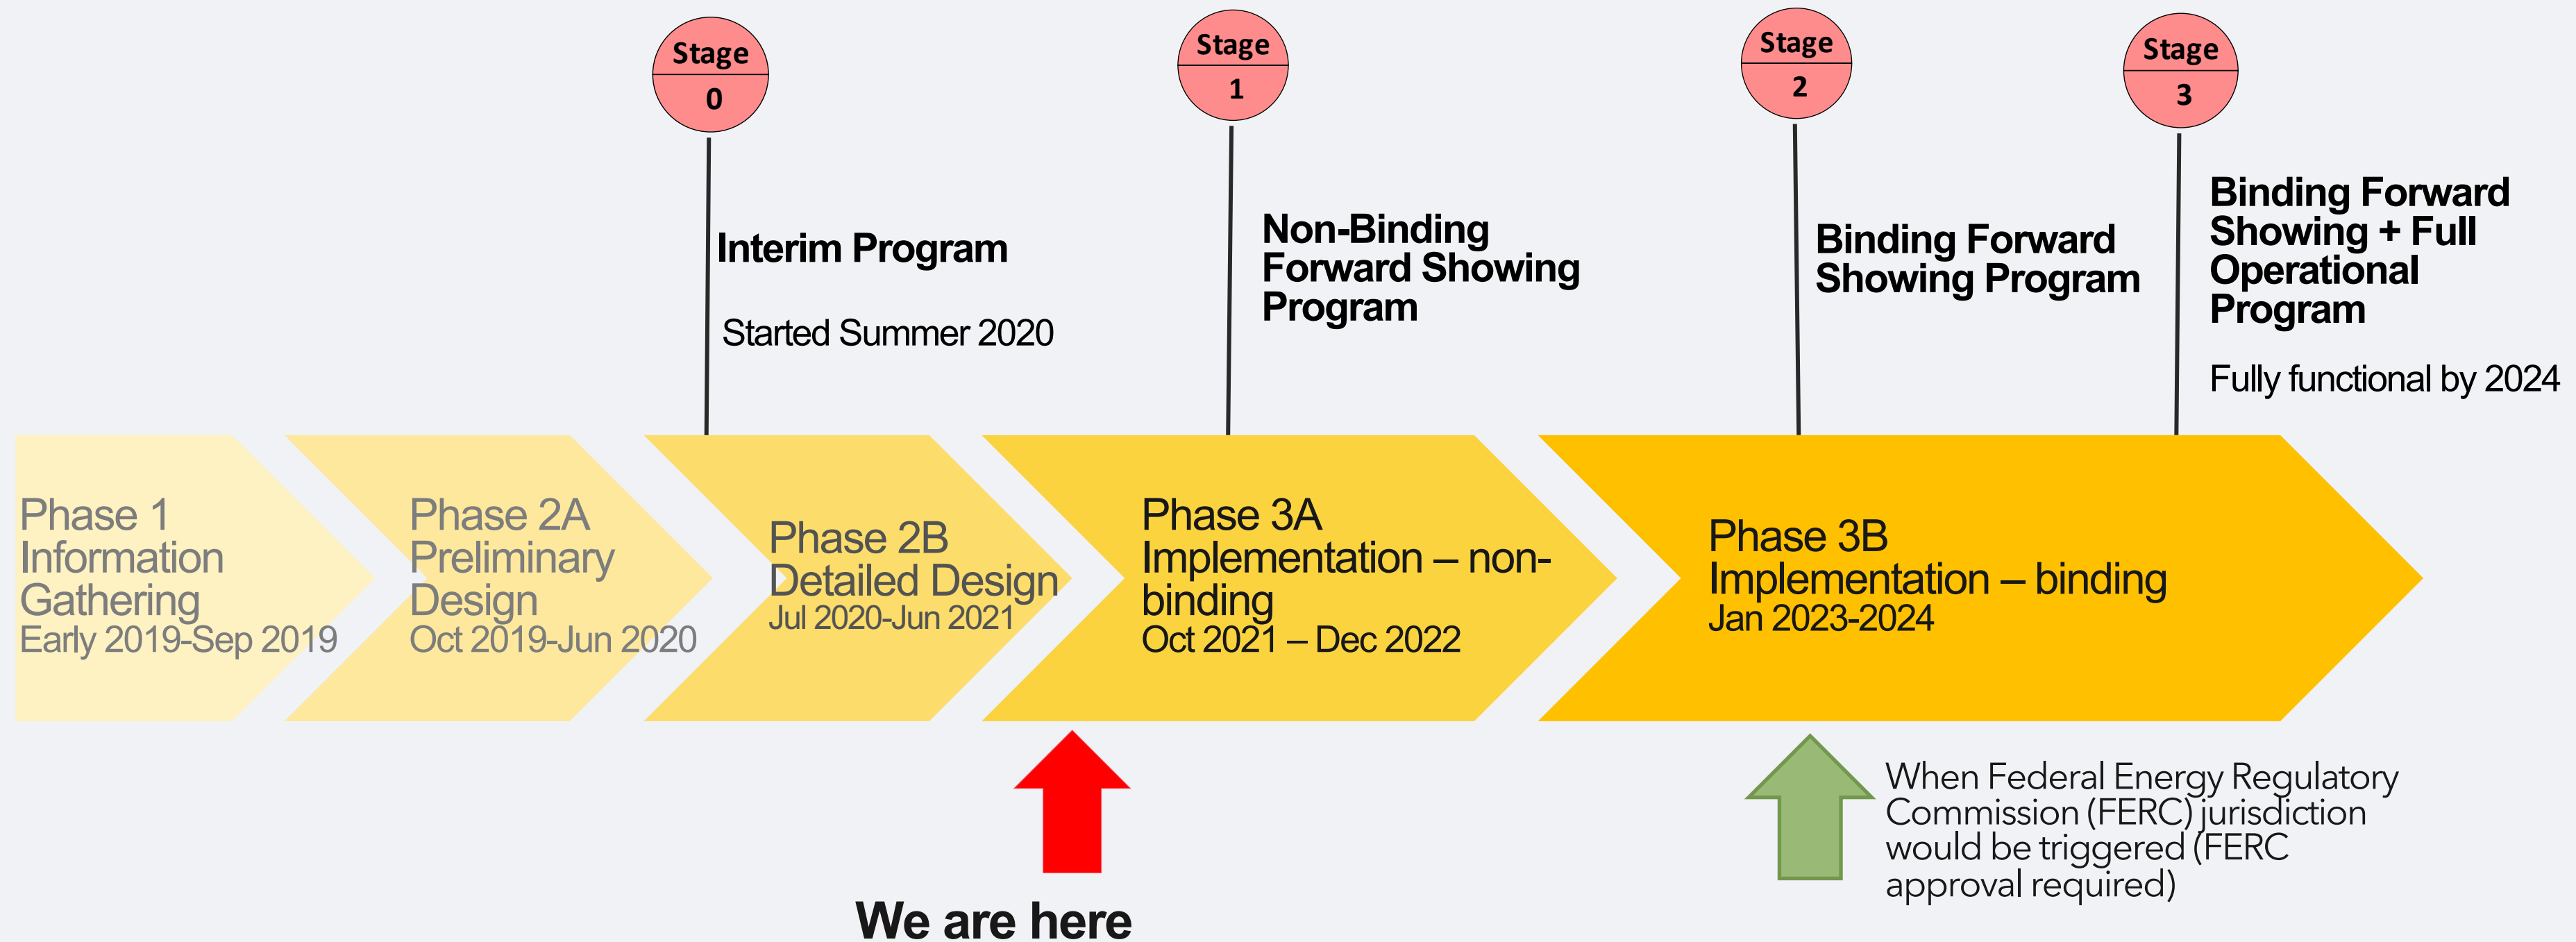 Stage
0
Stage
1
Stage
2
Stage
3
Interim Program
Started Summer 2020
Non-Binding
Forward Showing
Program
Binding Forward
Showing Program
Binding Forward
Showing + Full
Operational
Program
Fully functional by 2024
Phase 1
Information
Gathering
Early 2019-Sep 2019
Phase 2A
Preliminary
Design
Oct 2019-Jun 2020
Phase 2B
Detailed Design
Jul 2020-Jun 2021
Phase 3A
Implementation – non-
binding
Oct 2021 – Dec 2022
Phase 3B
Implementation – binding
Jan 2023-2024
We are here
When Federal Energy Regulatory
Commission (FERC) jurisdiction
would be triggered (FERC
approval required)